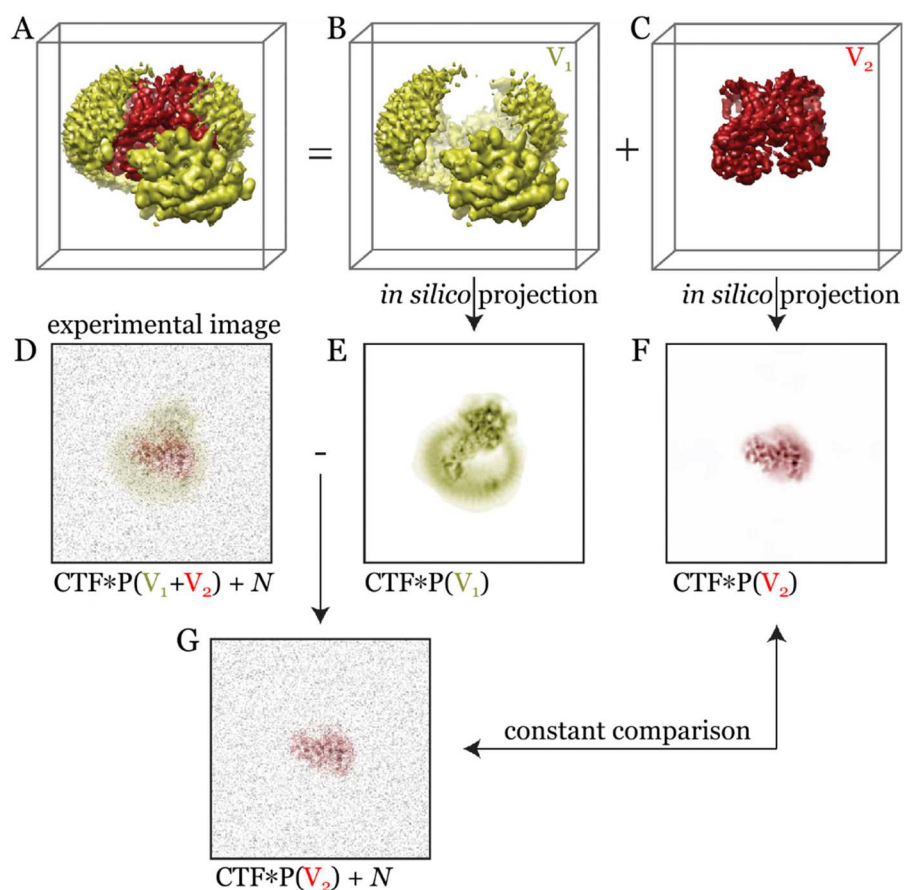 A
B
V₁
C
V₂
=
+
in silico projection
in silico projection
experimental image
D
E
F
-
CTF*P(V₁+V₂) + N
CTF*P(V₁)
CTF*P(V₂)
G
constant comparison
CTF*P(V₂) + N